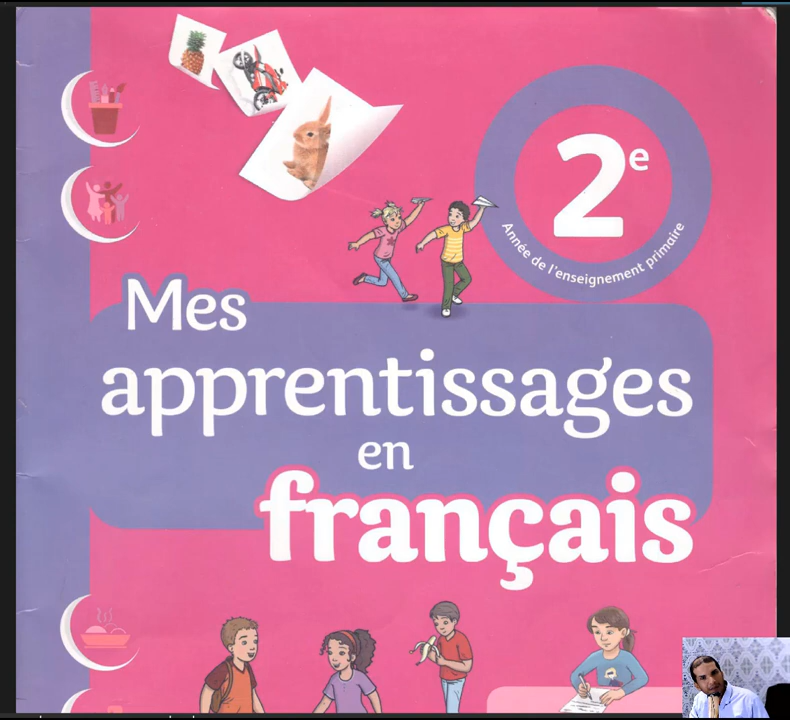 2e
Année de l'enseignement primaire
Mes
apprentissages
en
français